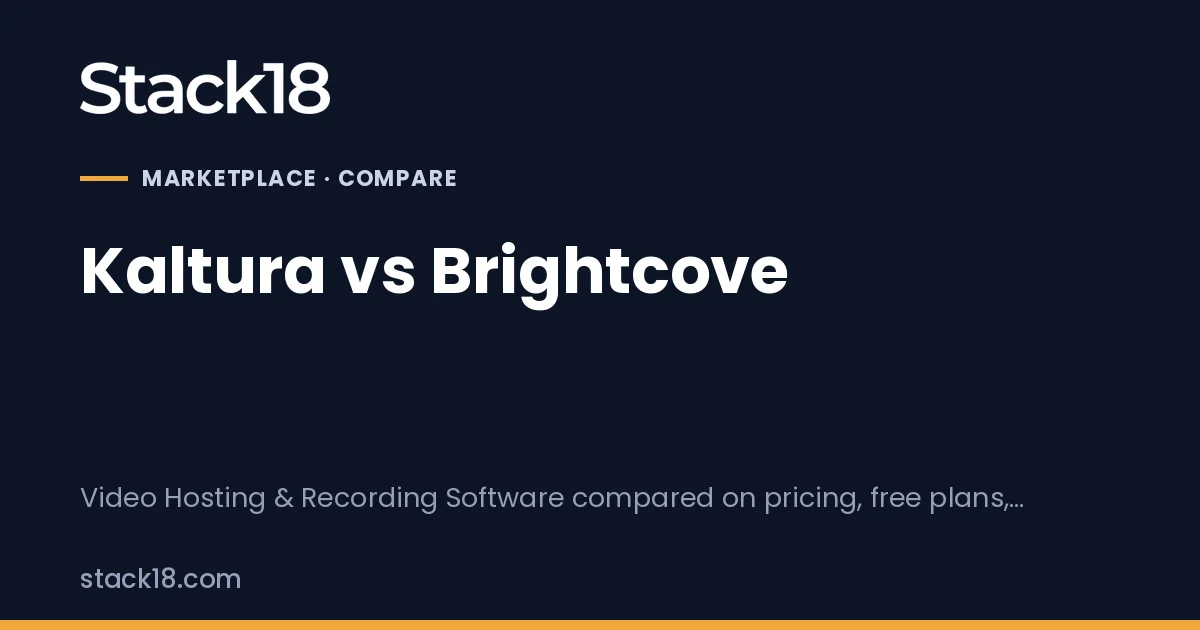 Stack18
MARKETPLACE · COMPARE
Kaltura vs Brightcove
Video Hosting & Recording Software compared on pricing, free plans,...
stack18.com